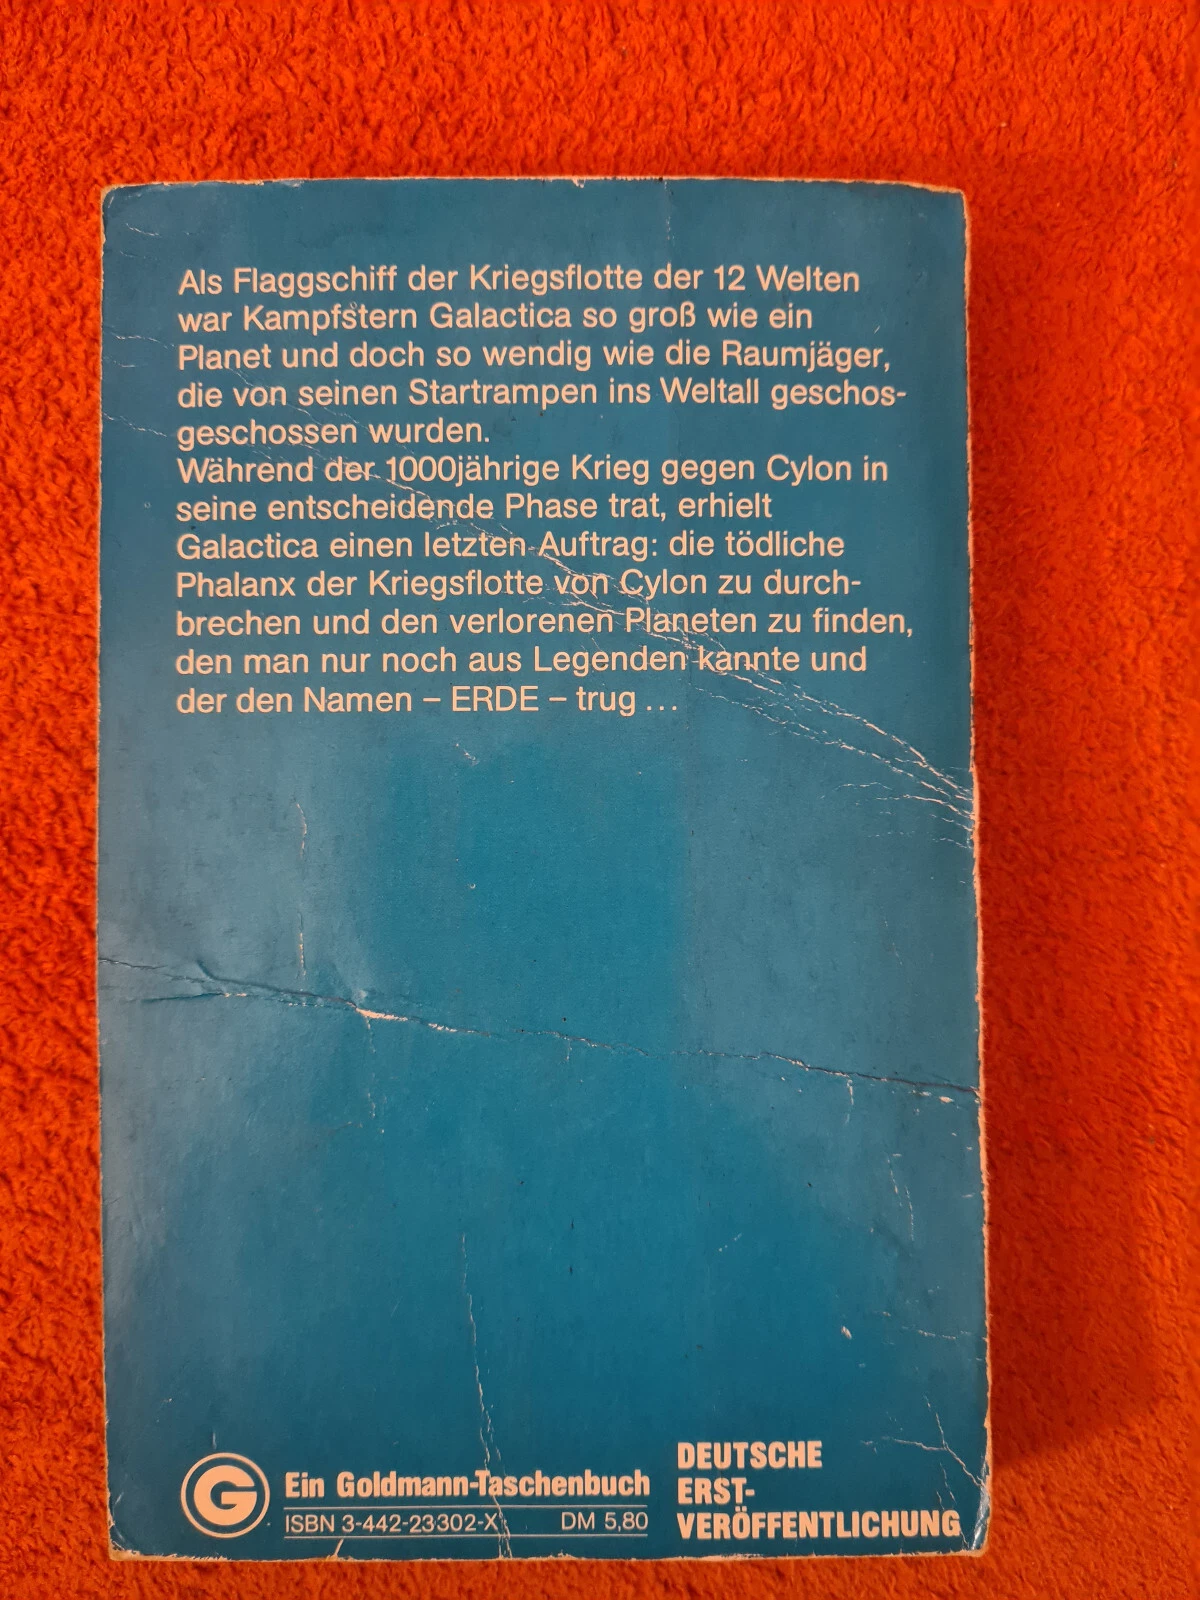 Als Flaggschiff der Kriegsflotte der 12 Welten
war Kampfstern Galactica so groß wie ein
Planet und doch so wendig wie die Raumjäger,
die von seinen Startrampen ins Weltall geschos-
geschossen wurden.
Während der 1000jährige Krieg gegen Cylon in
seine entscheidende Phase trat, erhielt
Galactica einen letzten Auftrag: die tödliche
Phalanx der Kriegsflotte von Cylon zu durch-
brechen und den verlorenen Planeten zu finden,
den man nur noch aus Legenden kannte und
der den Namen – ERDE – trug ...
G
Ein Goldmann-Taschenbuch
ISBN 3-442-23302-X DM 5,80
DEUTSCHE
ERST-
VERÖFFENTLICHUNG